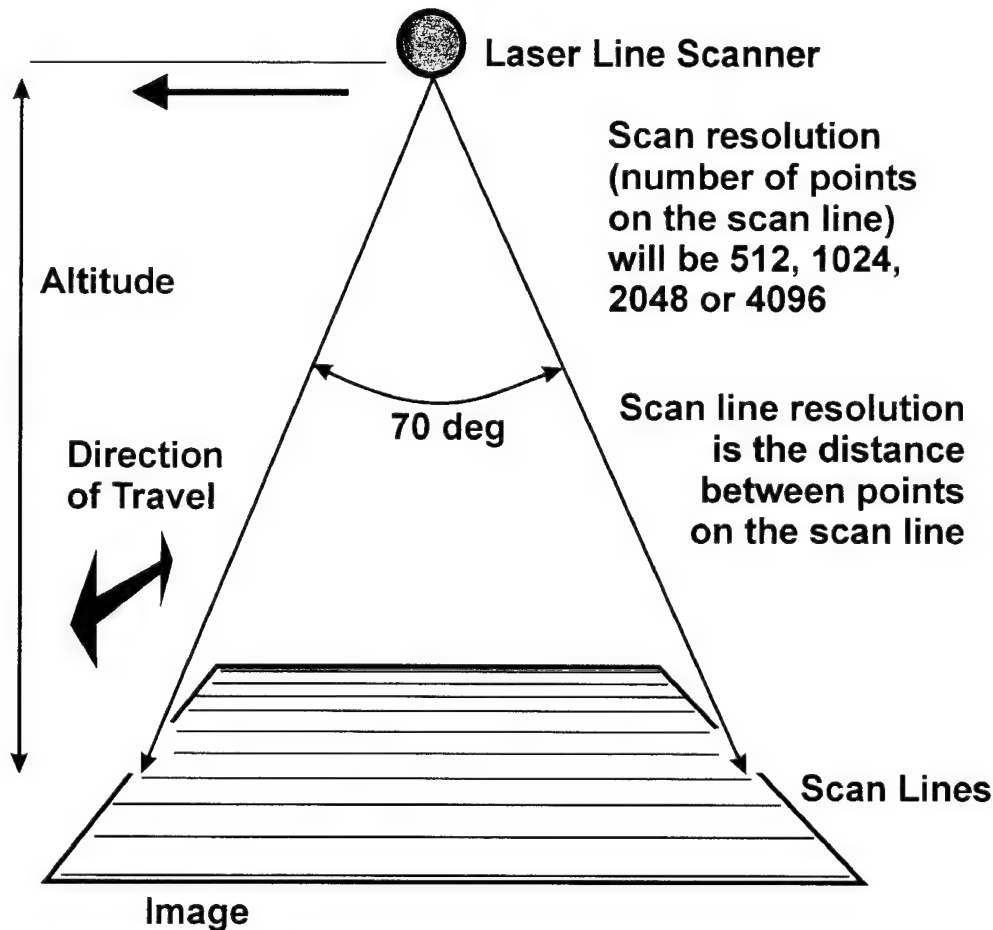 Laser Line Scanner
Scan resolution
(number of points
on the scan line)
will be 512, 1024,
2048 or 4096
Altitude
70 deg
Scan line resolution
is the distance
between points
on the scan line
Direction
of Travel
Scan Lines
Image